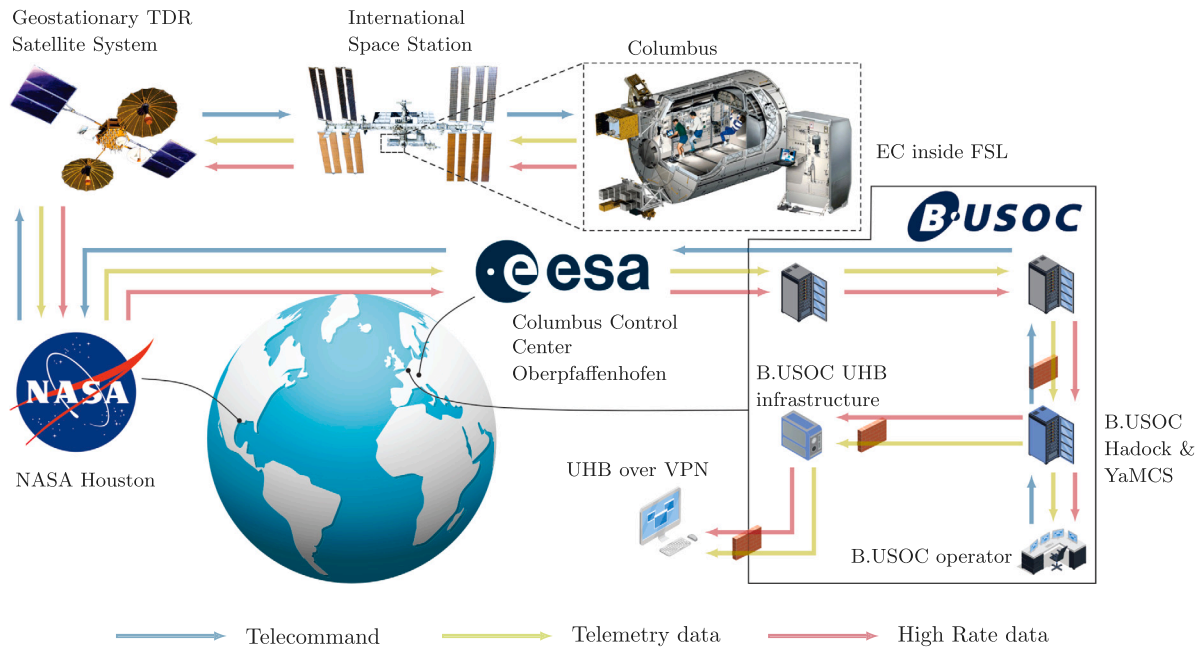 Geostationary TDR
Satellite System
International
Space Station
Columbus
EC inside FSL
B.USOC
esa
Columbus Control
Center
Oberpfaffenhofen
NASA
NASA Houston
B.USOC UHB
infrastructure
B.USOC
Hadock &
YaMCS
UHB over VPN
B.USOC operator
Telecommand
Telemetry data
High Rate data